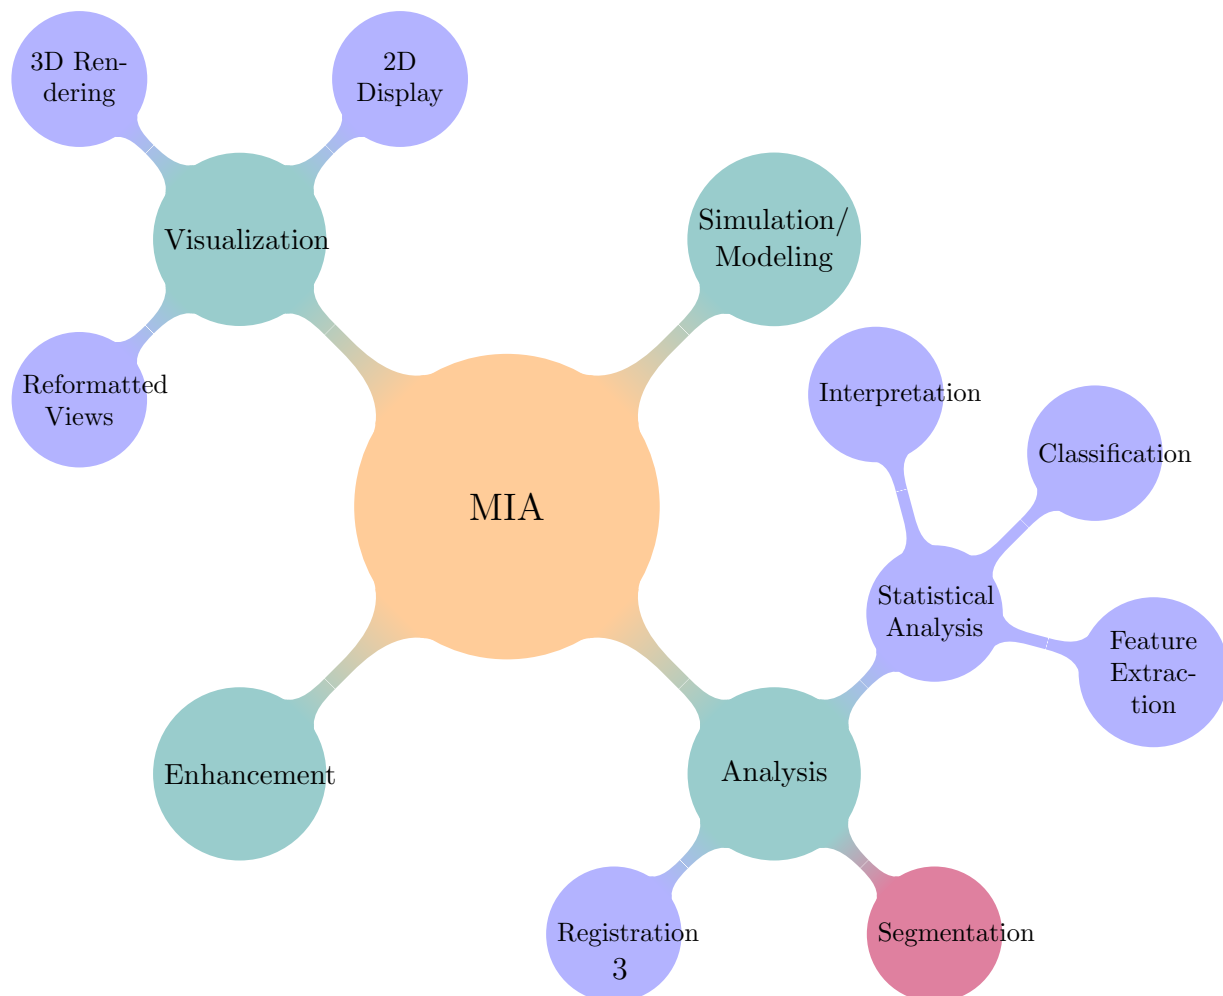 3D Ren-
dering
2D
Display
Visualization
Simulation/
Modeling
Reformatted
Views
Interpretation
Classification
MIA
Statistical
Analysis
Feature
Extrac-
tion
Enhancement
Analysis
Registration
Segmentation
3